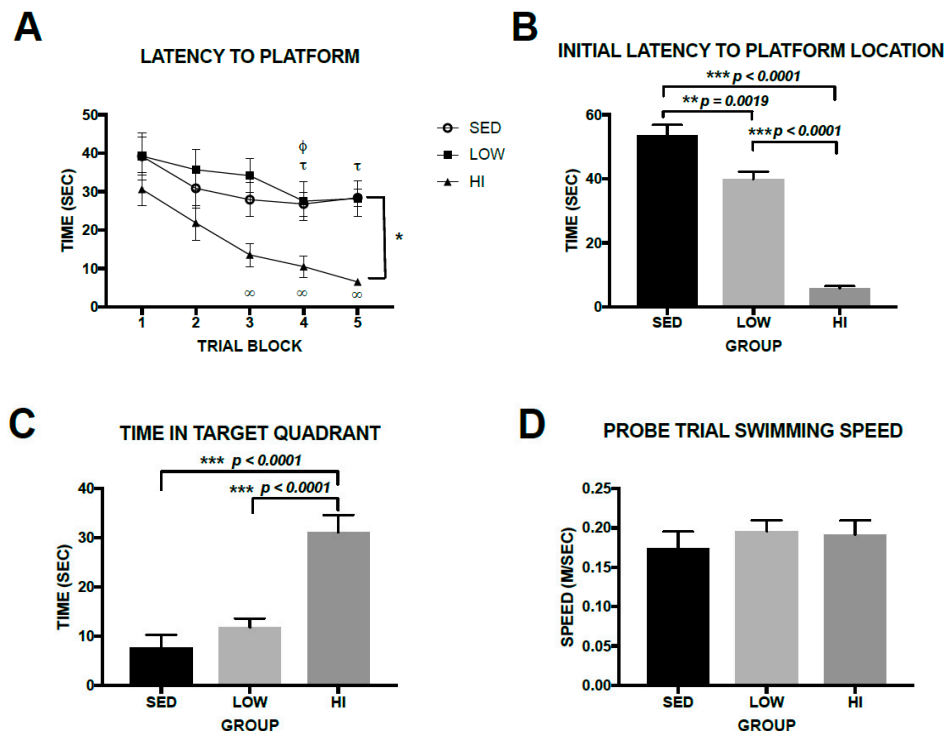 A
LATENCY TO PLATFORM
50
40
30
20
10
0
TIME (SEC)
1 2 3 4 5
TRIAL BLOCK
ϕ
τ τ
*
∞ ∞ ∞
SED
LOW
HI
B
INITIAL LATENCY TO PLATFORM LOCATION
*** p < 0.0001
** p = 0.0019
*** p < 0.0001
60
40
20
0
TIME (SEC)
SED LOW HI
GROUP
C
TIME IN TARGET QUADRANT
*** p < 0.0001
*** p < 0.0001
40
30
20
10
0
TIME (SEC)
SED LOW HI
GROUP
D
PROBE TRIAL SWIMMING SPEED
0.25
0.20
0.15
0.10
0.05
0.00
SPEED (M/SEC)
SED LOW HI
GROUP